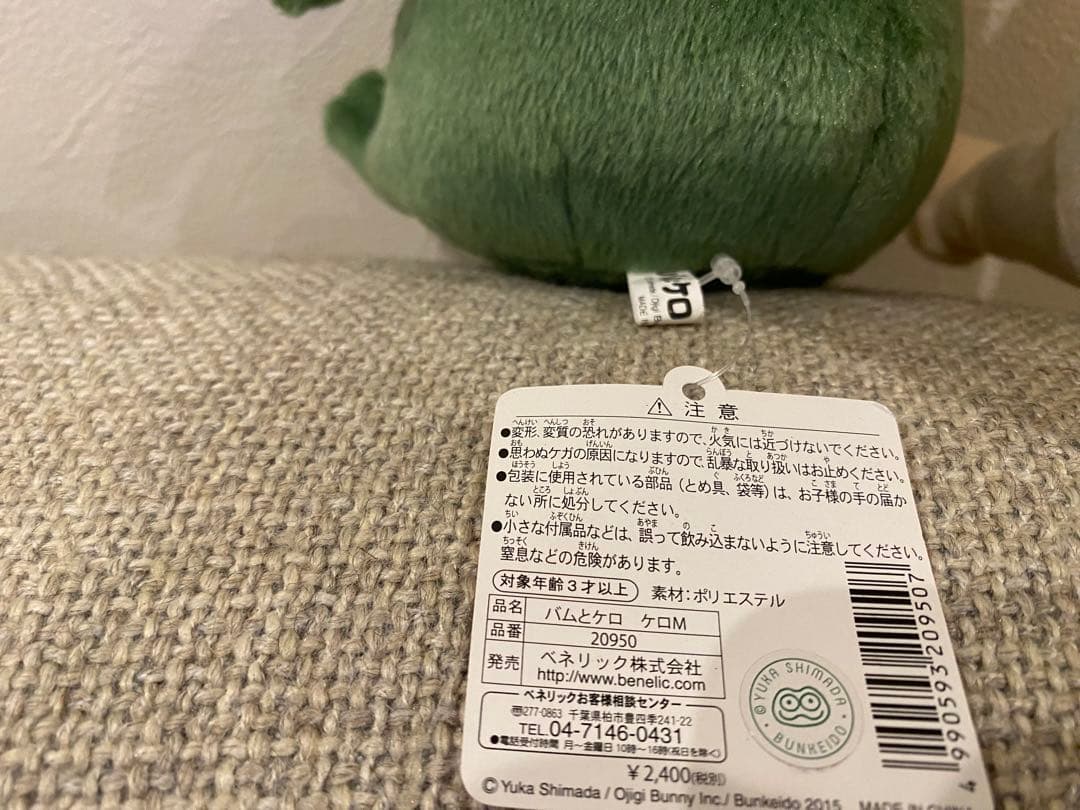 ケロ
MADE
注意
●変形、変質の恐れがありますので、火気には近づけないでください。
●思わぬケガの原因になりますので、乱暴な取り扱いはお止めください。
●包装に使用されている部品（とめ具、袋等）は、お子様の手の届か
ない所に処分してください。
●小さな付属品などは、誤って飲み込まないように注意してください。
窒息などの危険があります。
対象年齢3才以上 素材：ポリエステル
品名 バムとケロ ケロM
品番 20950
発売 ベネリック株式会社
http://www.benelic.com
ベネリックお客様相談センター
〒277-0863 千葉県柏市豊四季241-22
TEL.04-7146-0431
●電話受付時間 月～金曜日 10時～16時(祝日を除く)
￥2,400(税別)
©Yuka Shimada / Ojigi Bunny Inc./ Bunkeido 2015 MADE IN
©YUKA SHIMADA
BUNKEIDO
4 990593 209507